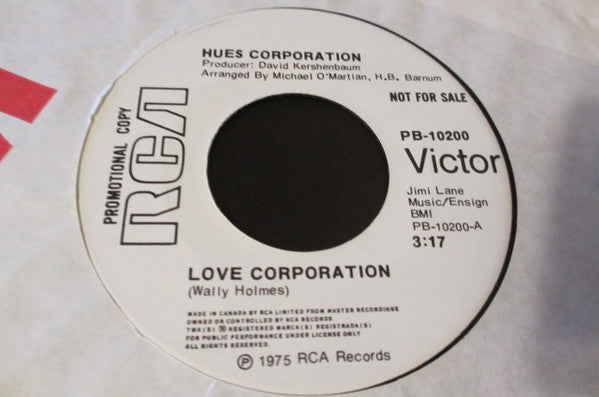 HUES CORPORATION
Producer: David Kershenbaum
Arranged By Michael O'Martian, H.B. Barnum
NOT FOR SALE
PROMOTIONAL COPY
RCA
PB-10200
Victor
Jimi Lane
Music/Ensign
BMI
PB-10200-A
3:17
LOVE CORPORATION
(Wally Holmes)
MADE IN CANADA BY RCA LIMITED FROM MASTER RECORDINGS
OWNED OR CONTROLLED BY RCA RECORDS
TMK(S) ® REGISTERED MARCA(S) REGISTRADA(S)
FOR PUBLIC PERFORMANCE UNDER LICENSE ONLY
ALL RIGHTS RESERVED.
℗ 1975 RCA Records